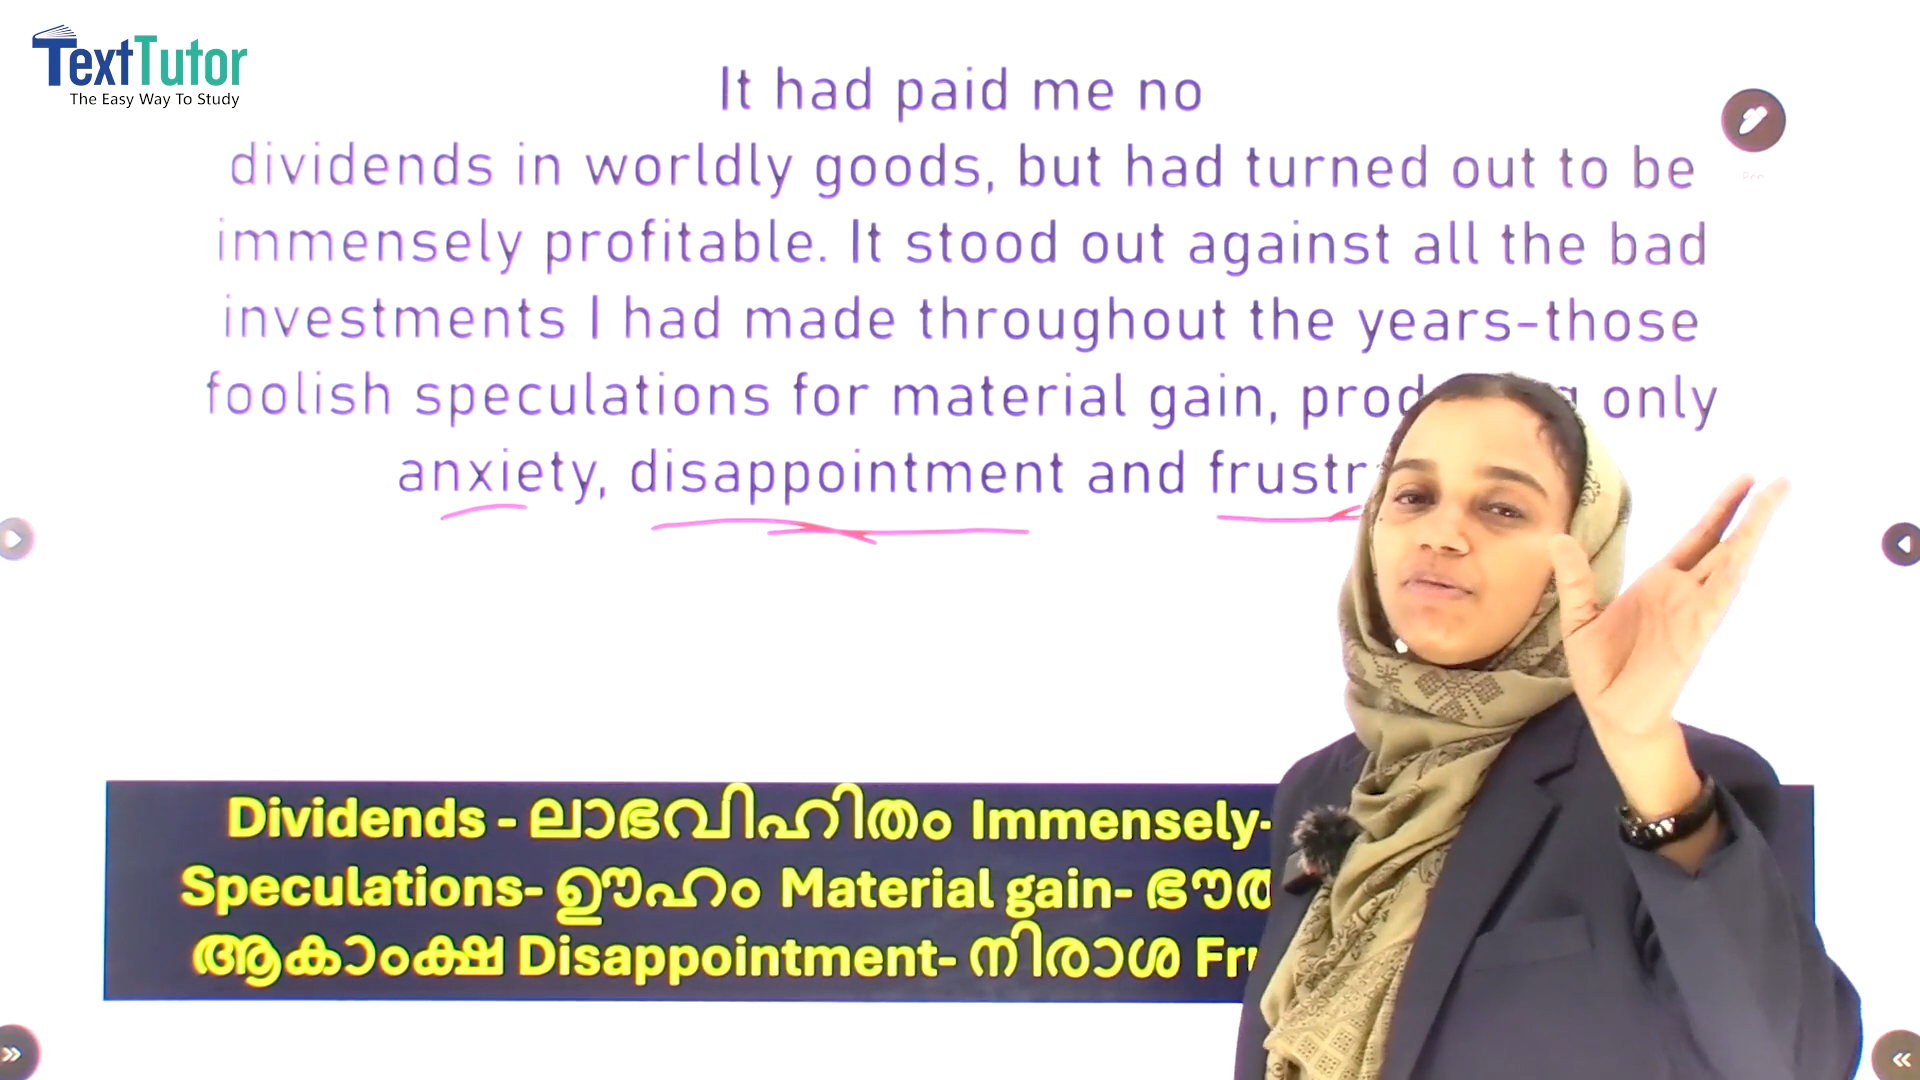 TextTutor
The Easy Way To Study
It had paid me no
dividends in worldly goods, but had turned out to be
immensely profitable. It stood out against all the bad
investments I had made throughout the years-those
foolish speculations for material gain, only
anxiety, disappointment and
Dividends - ലാഭവിഹിതം Immensely-
Speculations- ഊഹം Material gain-
ആകാംക്ഷ Disappointment- നിരാശ